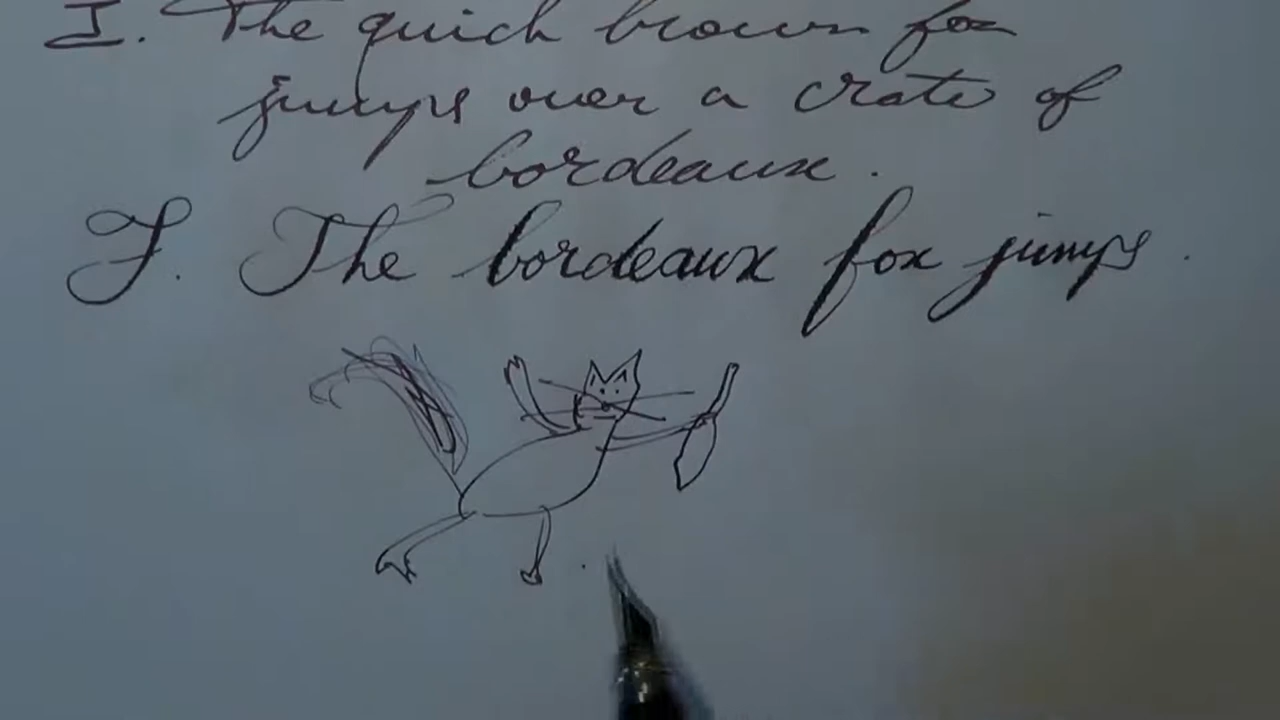 I. The quick brown fox
jumps over a crate of
bordeaux.
F. The bordeaux fox jumps.